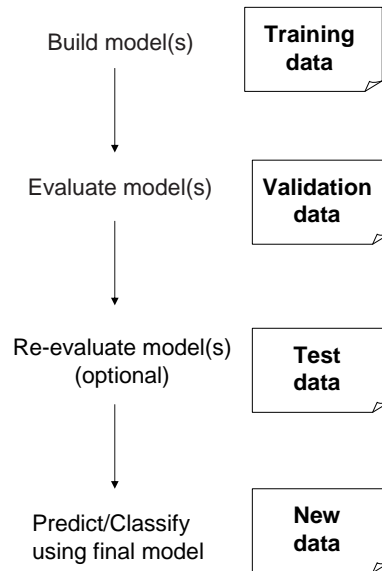 Build model(s)
Training
data
Evaluate model(s)
Validation
data
Re-evaluate model(s)
(optional)
Test
data
Predict/Classify
using final model
New
data